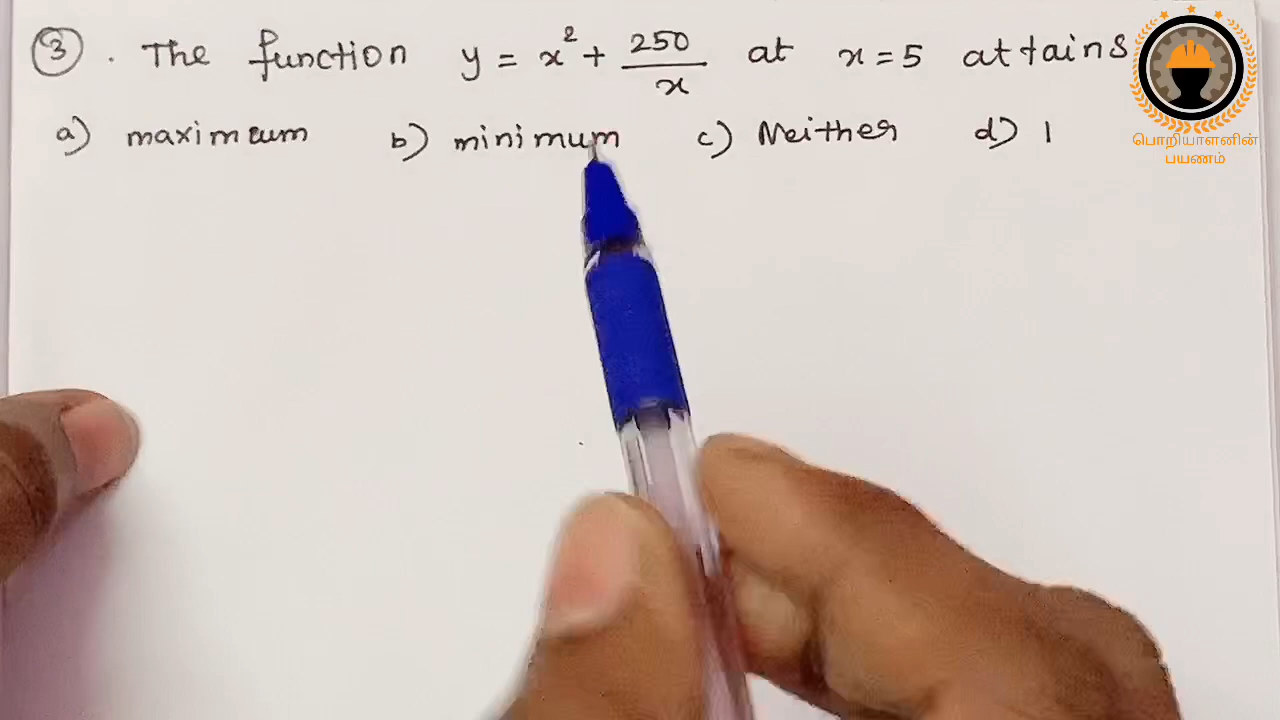 ③. The function y = x² + 250/x at x = 5 attains
a) maximum b) minimum c) Neither d) 1
பொறியாளனின்
பயணம்